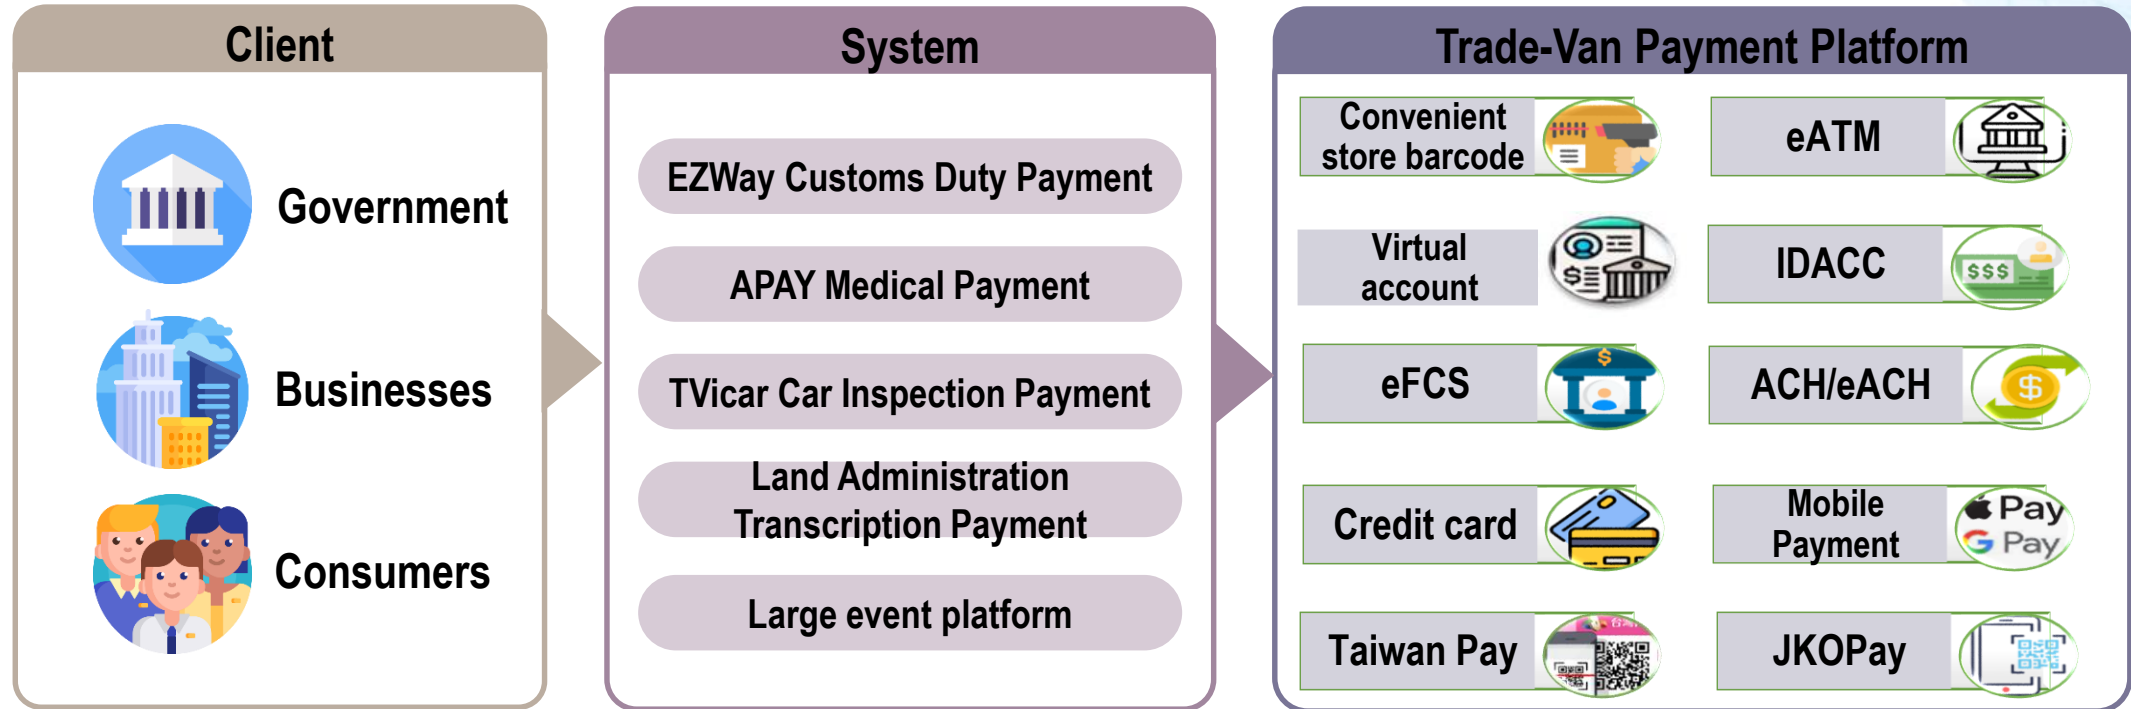 Client
Government
Businesses
Consumers
System
EZWay Customs Duty Payment
APAY Medical Payment
TVicar Car Inspection Payment
Land Administration
Transcription Payment
Large event platform
Trade-Van Payment Platform
Convenient
store barcode
eATM
Virtual
account
$
IDACC
$$$
eFCS
$
ACH/eACH
$
Credit card
Mobile
Payment
Pay
G Pay
Taiwan Pay
台灣
JKOPay